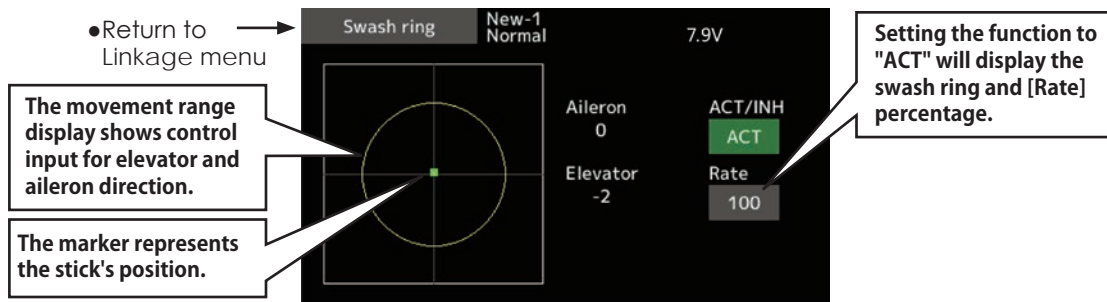 ●Return to
Linkage menu
Swash ring
New-1
Normal
7.9V
The movement range
display shows control
input for elevator and
aileron direction.
The marker represents
the stick's position.
Aileron
0
Elevator
-2
ACT/INH
ACT
Rate
100
Setting the function to
"ACT" will display the
swash ring and [Rate]
percentage.